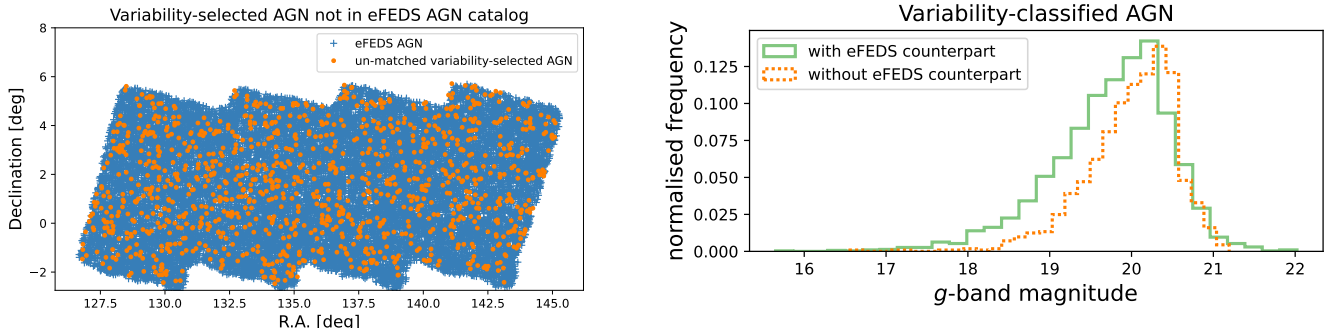 Variability-selected AGN not in eFEDS AGN catalog
eFEDS AGN
un-matched variability-selected AGN
Declination [deg]
8
6
4
2
0
−2
127.5 130.0 132.5 135.0 137.5 140.0 142.5 145.0
R.A. [deg]
Variability-classified AGN
with eFEDS counterpart
without eFEDS counterpart
normalised frequency
0.125
0.100
0.075
0.050
0.025
0.000
16 17 18 19 20 21 22
g-band magnitude